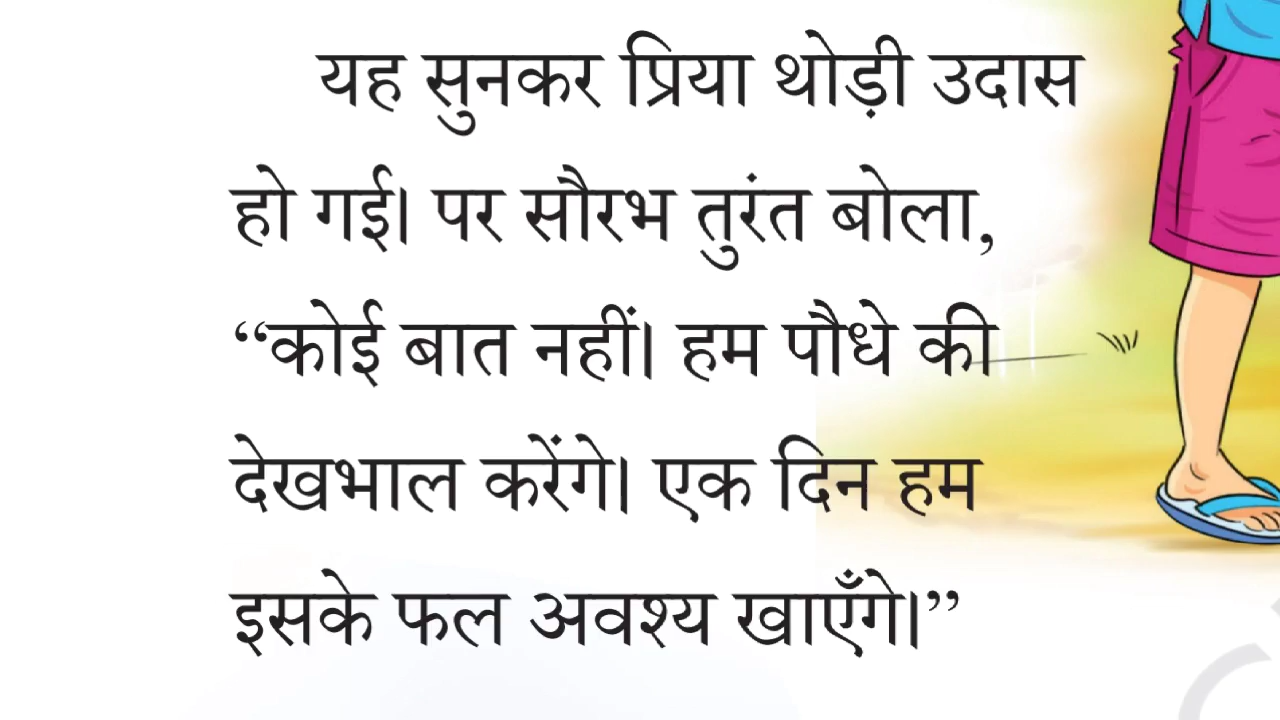 यह सुनकर प्रिया थोड़ी उदास
हो गई। पर सौरभ तुरंत बोला,
“कोई बात नहीं। हम पौधे की
देखभाल करेंगे। एक दिन हम
इसके फल अवश्य खाएँगे।”